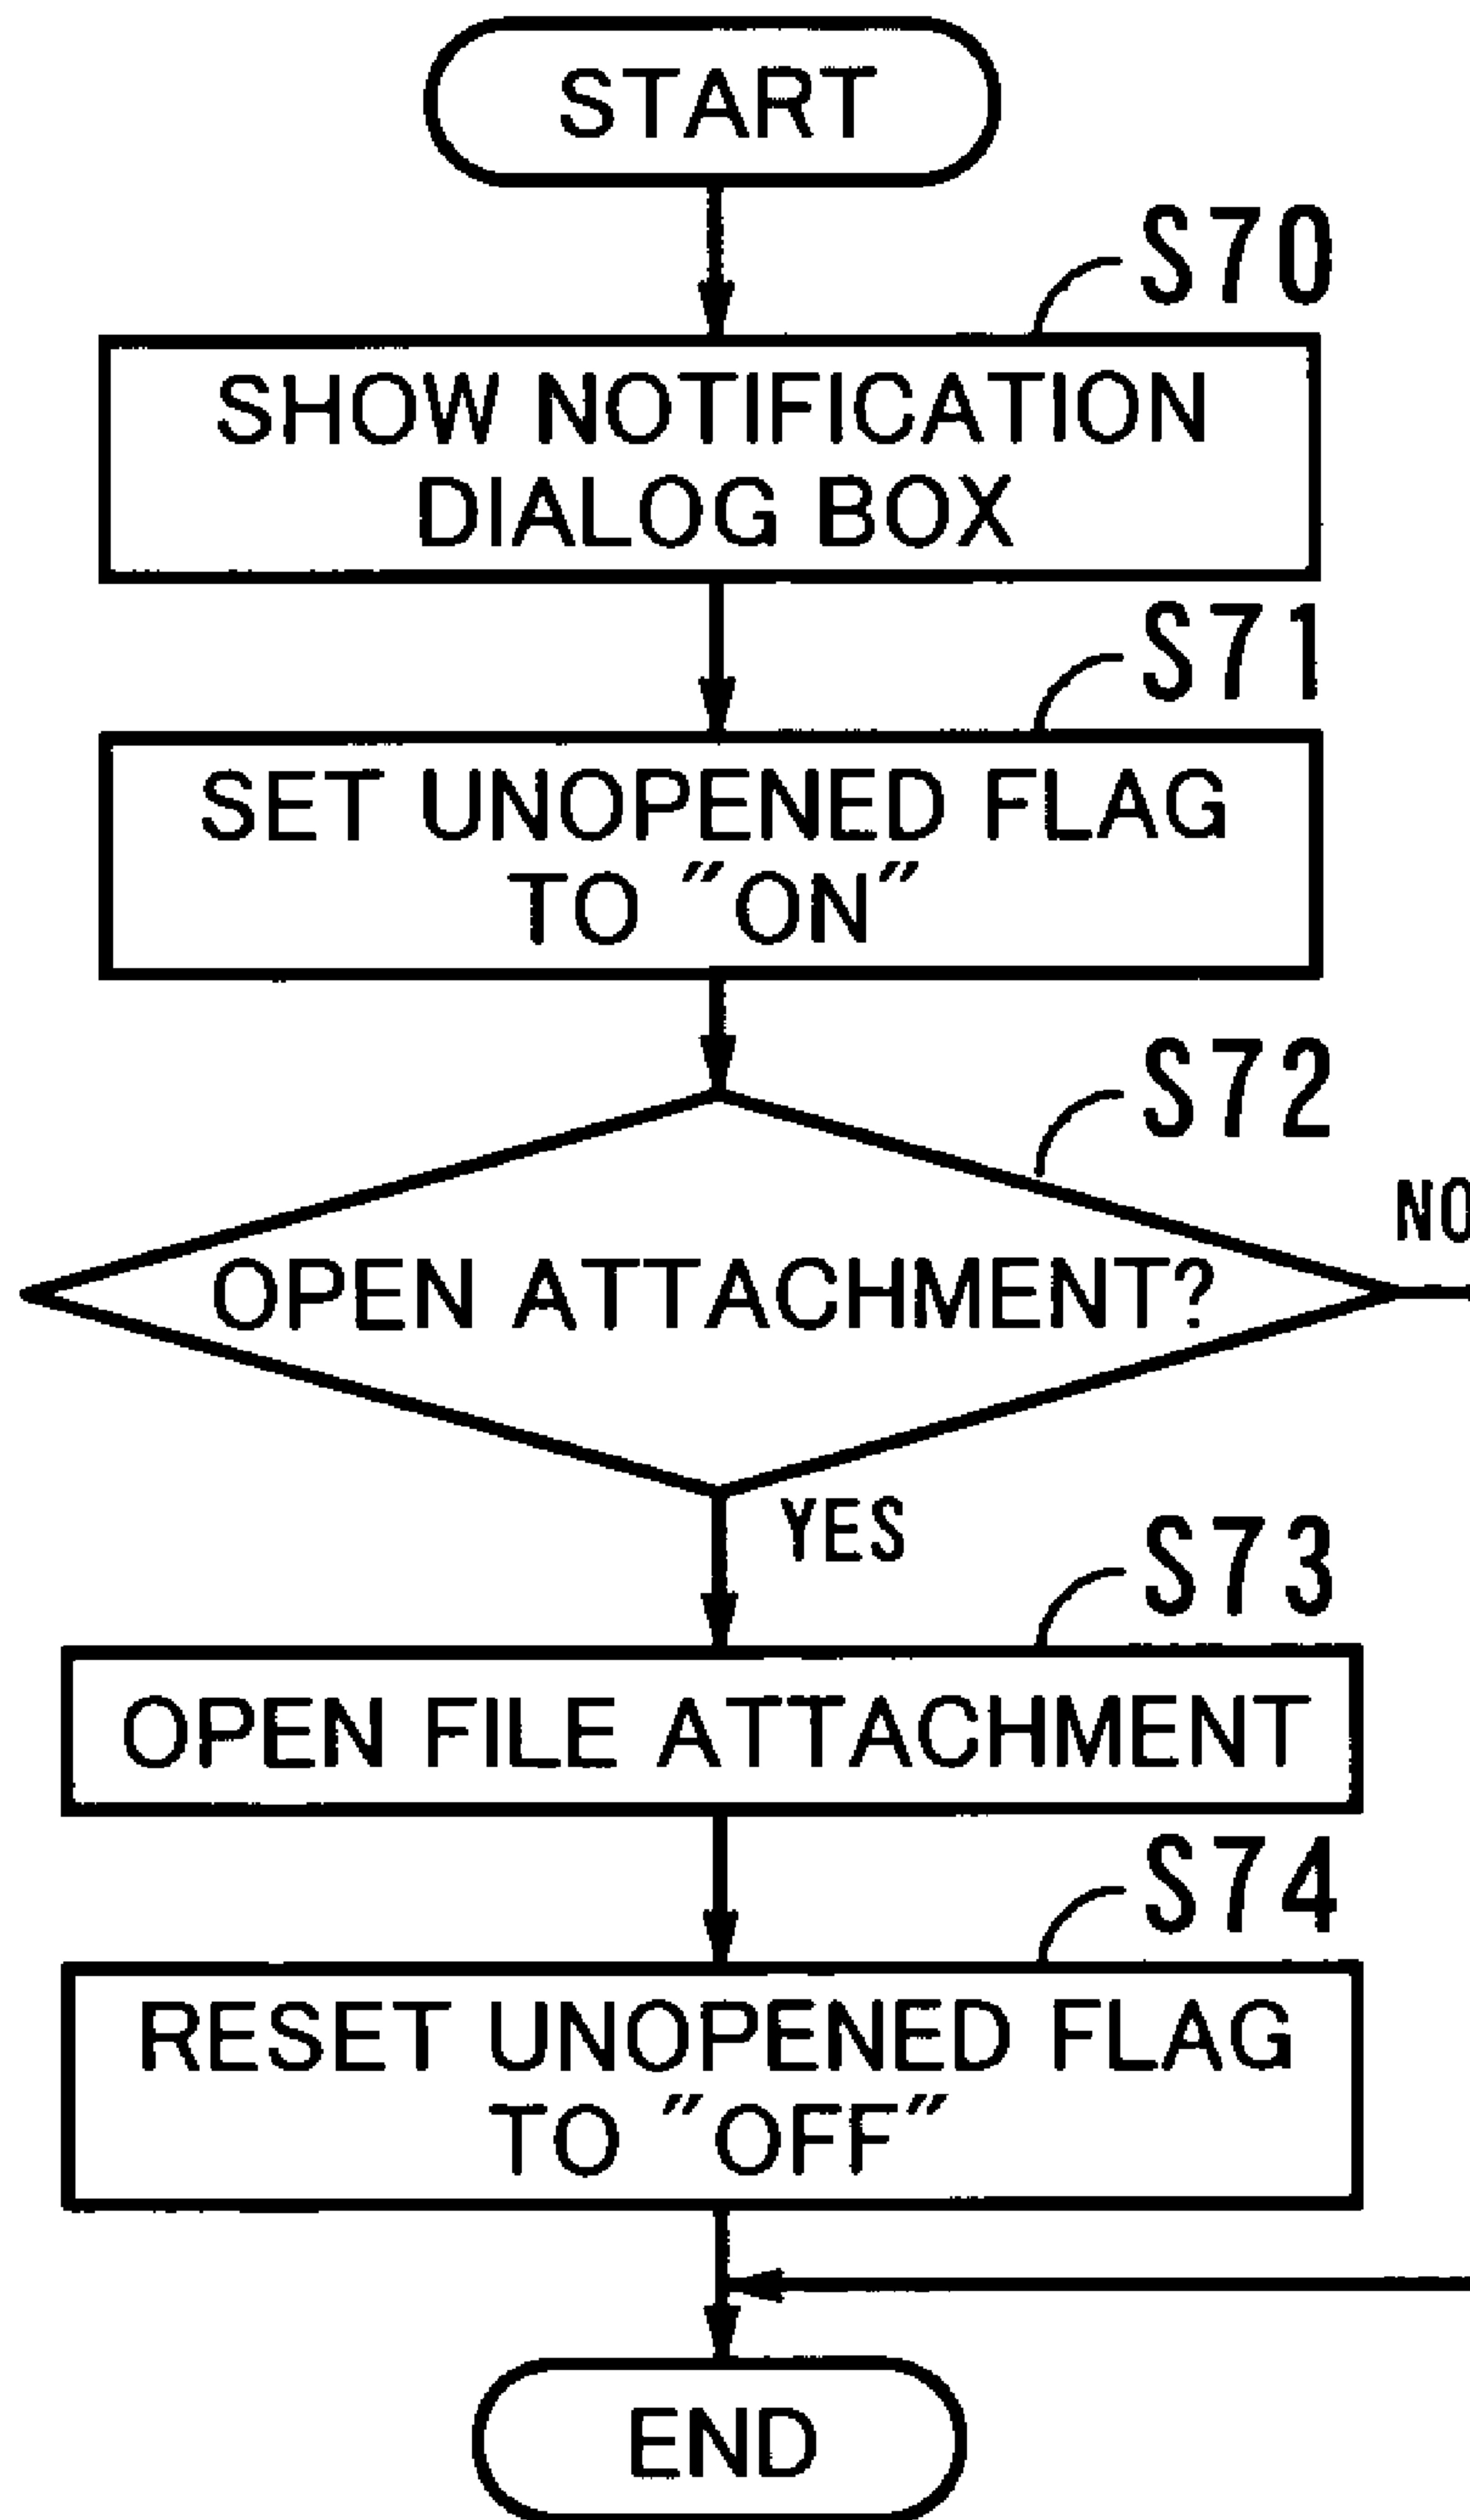 START
S70
SHOW NOTIFICATION
DIALOG BOX
S71
SET UNOPENED FLAG
TO "ON"
S72
NO
OPEN ATTACHMENT?
YES
S73
OPEN FILE ATTACHMENT
S74
RESET UNOPENED FLAG
TO "OFF"
END